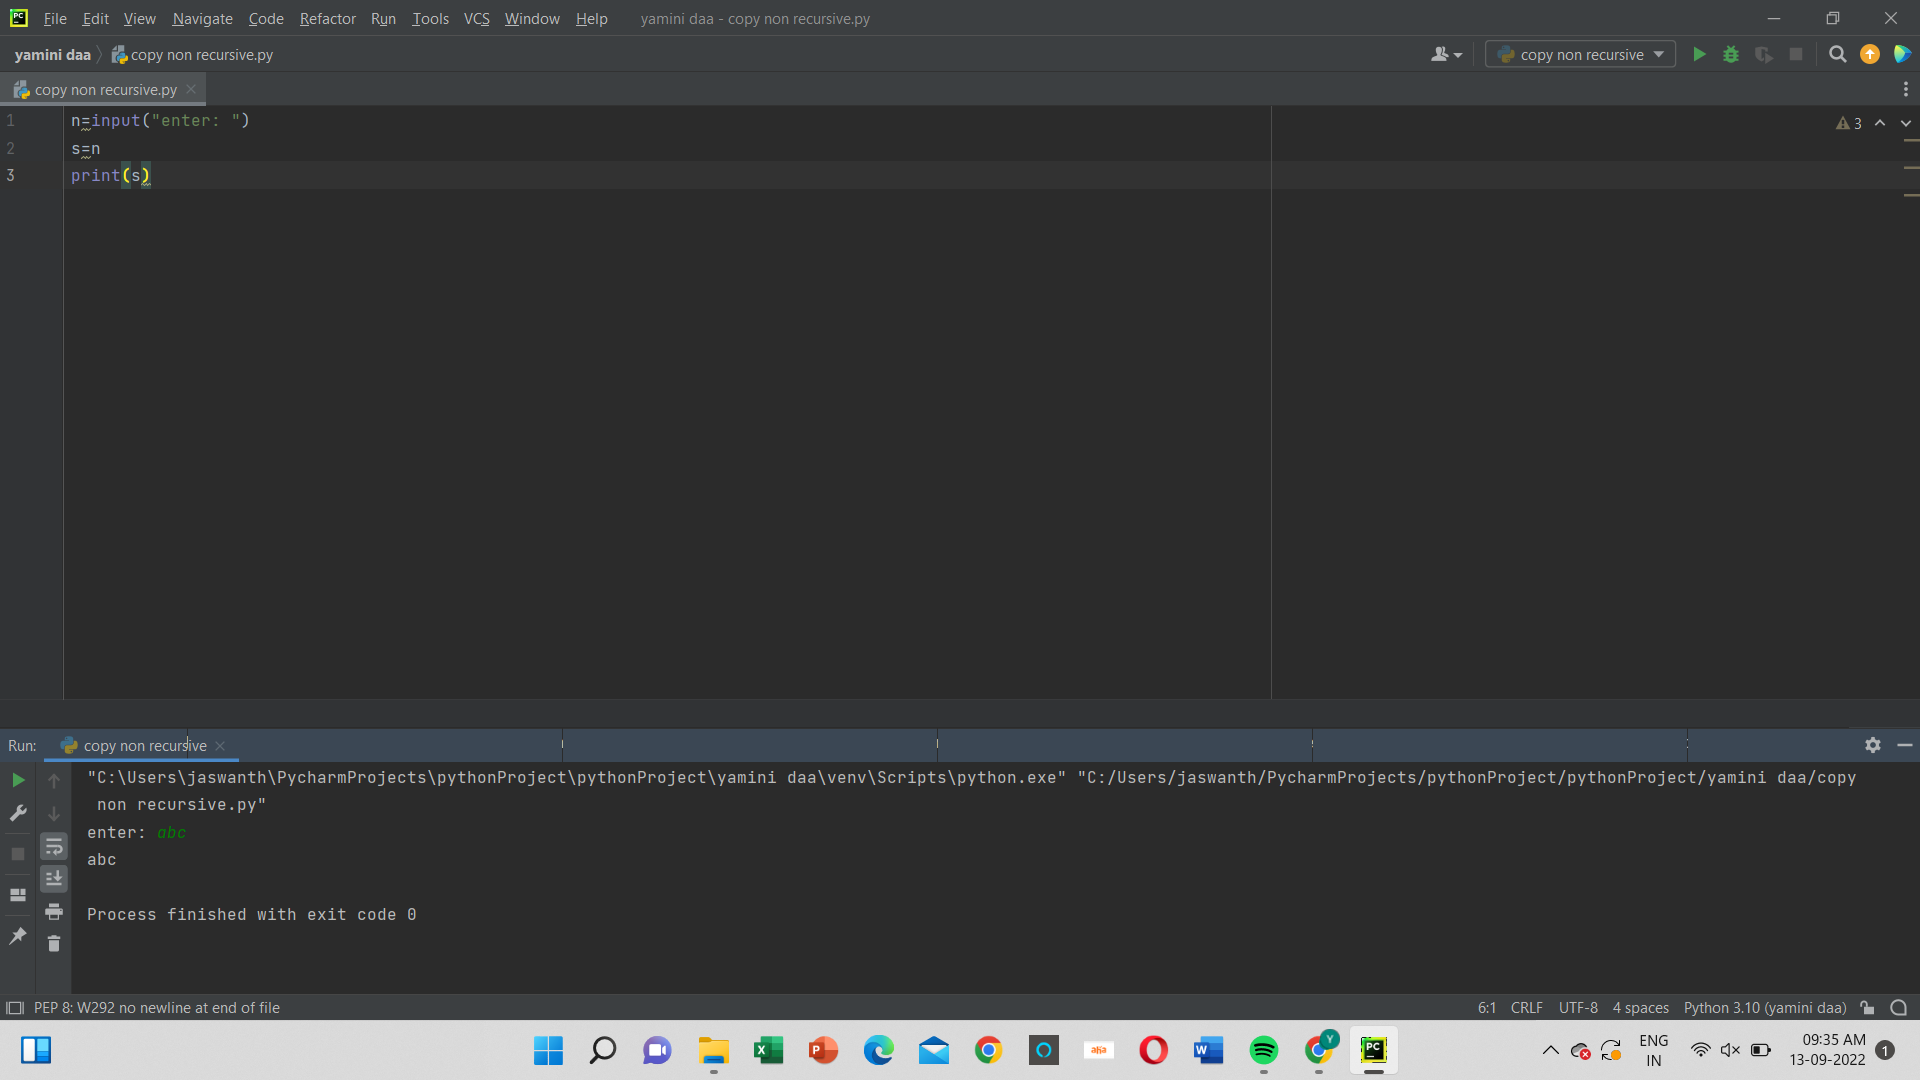 File Edit View Navigate Code Refactor Run Tools VCS Window Help yamini daa - copy non recursive.py
yamini daa copy non recursive.py copy non recursive
copy non recursive.py
1 n=input("enter: ") 3
2 s=n
3 print(s)
Run: copy non recursive
"C:\Users\jaswanth\PycharmProjects\pythonProject\pythonProject\yamini daa\venv\Scripts\python.exe" "C:/Users/jaswanth/PycharmProjects/pythonProject/pythonProject/yamini daa/copy
non recursive.py"
enter: abc
abc
Process finished with exit code 0
PEP 8: W292 no newline at end of file 6:1 CRLF UTF-8 4 spaces Python 3.10 (yamini daa)
ENG 09:35 AM
IN 13-09-2022 1